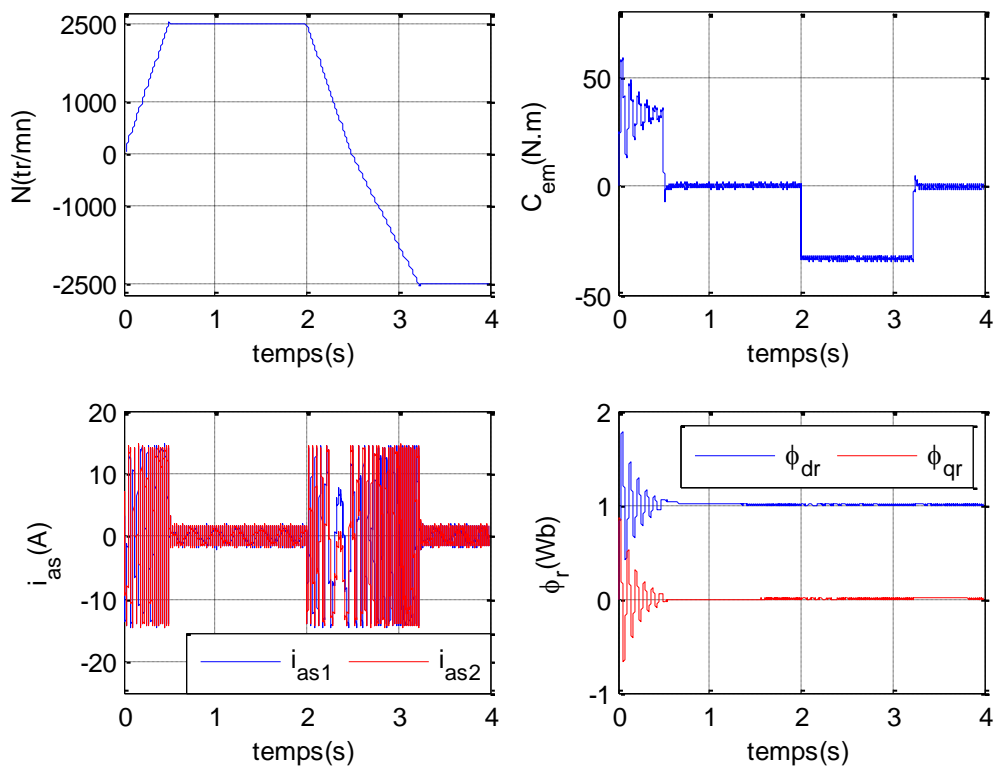 N(tr/mn)
2500
1000
0
-1000
-2500
0 1 2 3 4
temps(s)
C_em(N.m)
50
0
-50
0 1 2 3 4
temps(s)
i_as(A)
20
10
0
-10
-20
i_as1 i_as2
0 1 2 3 4
temps(s)
ϕ_r(Wb)
2
1
0
-1
ϕ_dr ϕ_qr
0 1 2 3 4
temps(s)